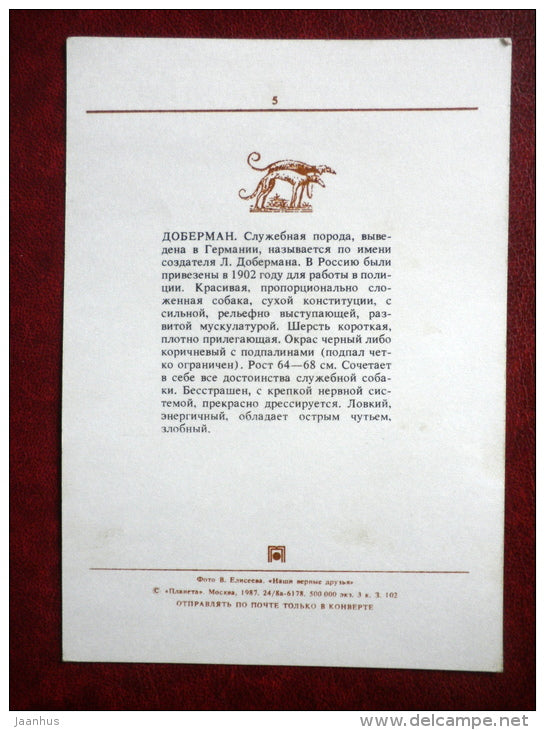 5
ДОБЕРМАН. Служебная порода, выве-
дена в Германии, называется по имени
создателя Л. Добермана. В Россию были
привезены в 1902 году для работы в поли-
ции. Красивая, пропорционально сло-
женная собака, сухой конституции, с
сильной, рельефно выступающей, раз-
витой мускулатурой. Шерсть короткая,
плотно прилегающая. Окрас черный либо
коричневый с подпалинами (подпал чет-
ко ограничен). Рост 64—68 см. Сочетает
в себе все достоинства служебной соба-
ки. Бесстрашен, с крепкой нервной сис-
темой, прекрасно дрессируется. Ловкий,
энергичный, обладает острым чутьем,
злобный.
Фото В. Елисеева. «Наши верные друзья»
© «Планета». Москва, 1987. 24/8а-6178. 500 000 экз. 3 к. З. 102
ОТПРАВЛЯТЬ ПО ПОЧТЕ ТОЛЬКО В КОНВЕРТЕ
jaanhus
www.delcampe.net